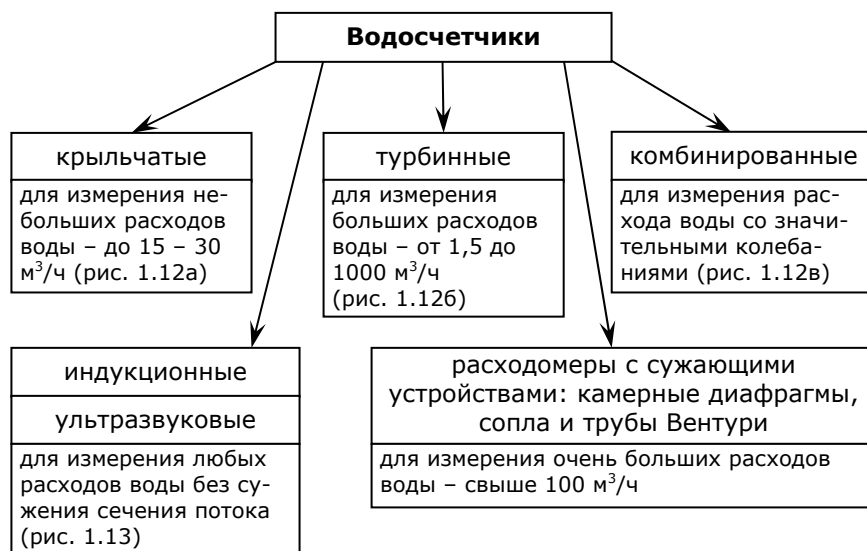 Водосчетчики
крыльчатые
для измерения не-
больших расходов
воды – до 15 – 30
м³/ч (рис. 1.12а)
турбинные
для измерения
больших расходов
воды – от 1,5 до
1000 м³/ч
(рис. 1.12б)
комбинированные
для измерения рас-
хода воды со значи-
тельными колеба-
ниями (рис. 1.12в)
индукционные
ультразвуковые
для измерения любых
расходов воды без су-
жения сечения потока
(рис. 1.13)
расходомеры с сужающими
устройствами: камерные диафрагмы,
сопла и трубы Вентури
для измерения очень больших расходов
воды – свыше 100 м³/ч